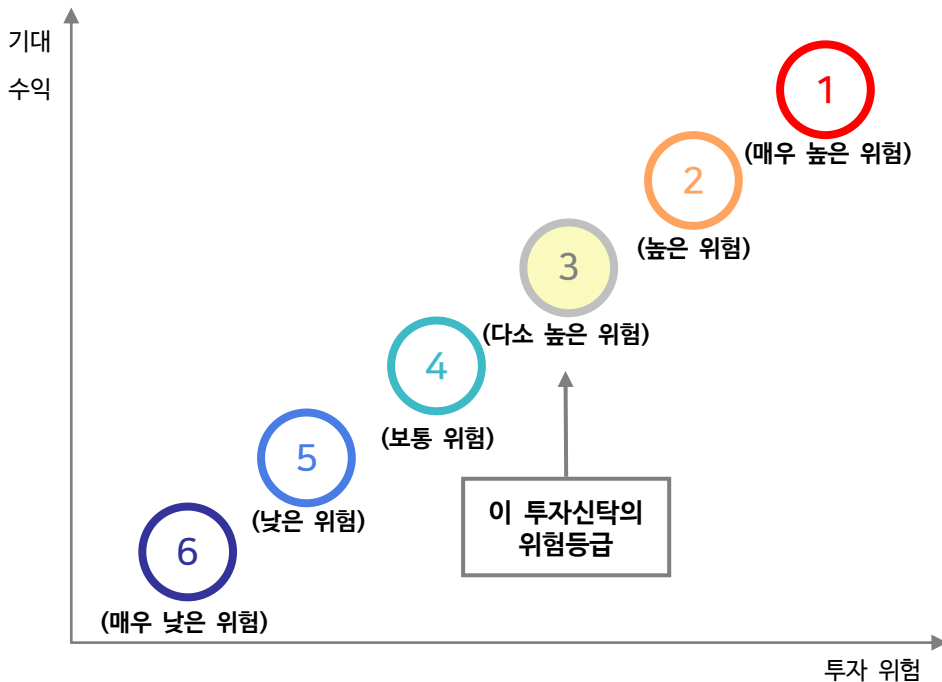 기대
수익
1
(매우 높은 위험)
2
(높은 위험)
3
(다소 높은 위험)
4
(보통 위험)
5
(낮은 위험)
이 투자신탁의
위험등급
6
(매우 낮은 위험)
투자 위험